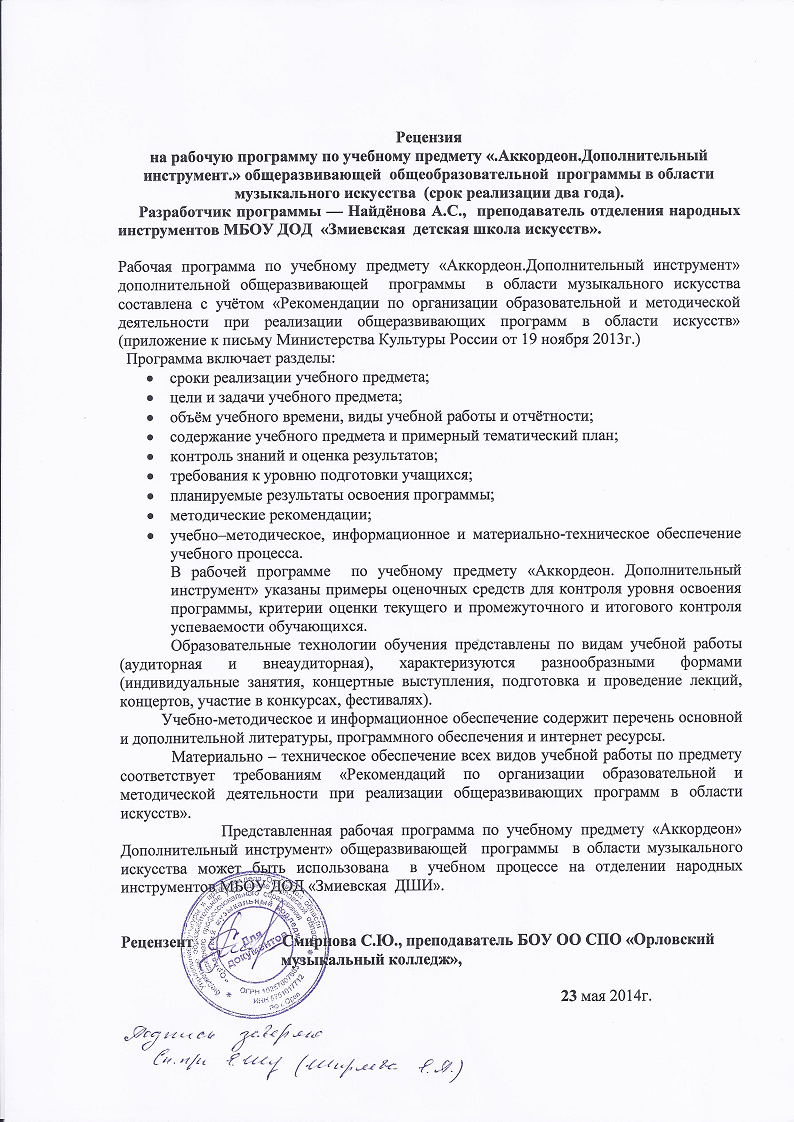 Рецензия
на рабочую программу по учебному предмету «.Аккордеон.Дополнительный
инструмент.» общеразвивающей общеобразовательной программы в области
музыкального искусства (срок реализации два года).
Разработчик программы — Найдёнова А.С., преподаватель отделения народных
инструментов МБОУ ДОД «Змиевская детская школа искусств».
Рабочая программа по учебному предмету «Аккордеон.Дополнительный инструмент»
дополнительной общеразвивающей программы в области музыкального искусства
составлена с учётом «Рекомендации по организации образовательной и методической
деятельности при реализации общеразвивающих программ в области искусств»
(приложение к письму Министерства Культуры России от 19 ноября 2013г.)
Программа включает разделы:
• сроки реализации учебного предмета;
• цели и задачи учебного предмета;
• объём учебного времени, виды учебной работы и отчётности;
• содержание учебного предмета и примерный тематический план;
• контроль знаний и оценка результатов;
• требования к уровню подготовки учащихся;
• планируемые результаты освоения программы;
• методические рекомендации;
• учебно–методическое, информационное и материально-техническое обеспечение
учебного процесса.
В рабочей программе по учебному предмету «Аккордеон. Дополнительный
инструмент» указаны примеры оценочных средств для контроля уровня освоения
программы, критерии оценки текущего и промежуточного и итогового контроля
успеваемости обучающихся.
Образовательные технологии обучения представлены по видам учебной работы
(аудиторная и внеаудиторная), характеризуются разнообразными формами
(индивидуальные занятия, концертные выступления, подготовка и проведение лекций,
концертов, участие в конкурсах, фестивалях).
Учебно-методическое и информационное обеспечение содержит перечень основной
и дополнительной литературы, программного обеспечения и интернет ресурсы.
Материально – техническое обеспечение всех видов учебной работы по предмету
соответствует требованиям «Рекомендаций по организации образовательной и
методической деятельности при реализации общеразвивающих программ в области
искусств».
Представленная рабочая программа по учебному предмету «Аккордеон»
Дополнительный инструмент» общеразвивающей программы в области музыкального
искусства может быть использована в учебном процессе на отделении народных
инструментов МБОУ ДОД «Змиевская ДШИ».
Рецензент Смирнова С.Ю., преподаватель БОУ ОО СПО «Орловский
музыкальный колледж»,
Для
документов
23 мая 2014г.
Подпись заверяю